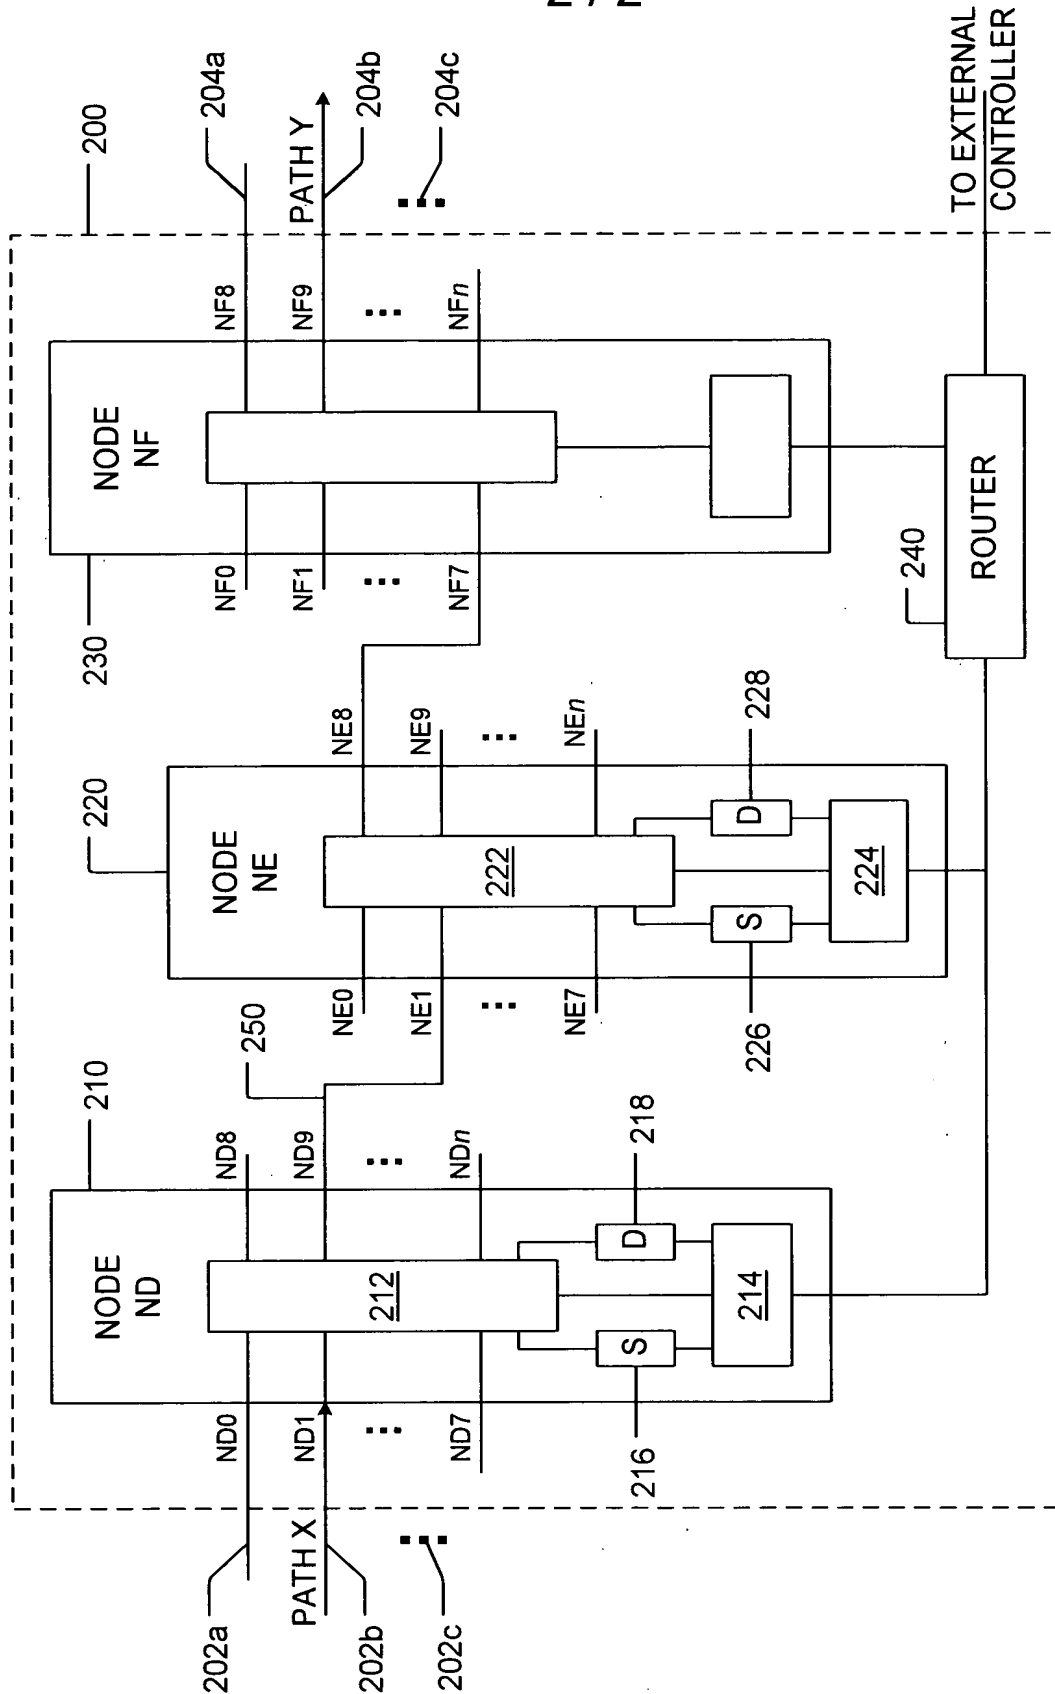 2 / 2
200
204a
PATH Y
204b
204c
TO EXTERNAL
CONTROLLER
NF8
NF9
NFn
NODE
NF
230
NF0
NF1
NF7
240
ROUTER
220
NE8
NE9
NEn
228
NODE
NE
222
D
S
224
NE0
NE1
NE7
226
250
210
ND8
ND9
NDn
218
NODE
ND
212
D
S
214
ND0
ND1
ND7
216
202a
PATH X
202b
202c